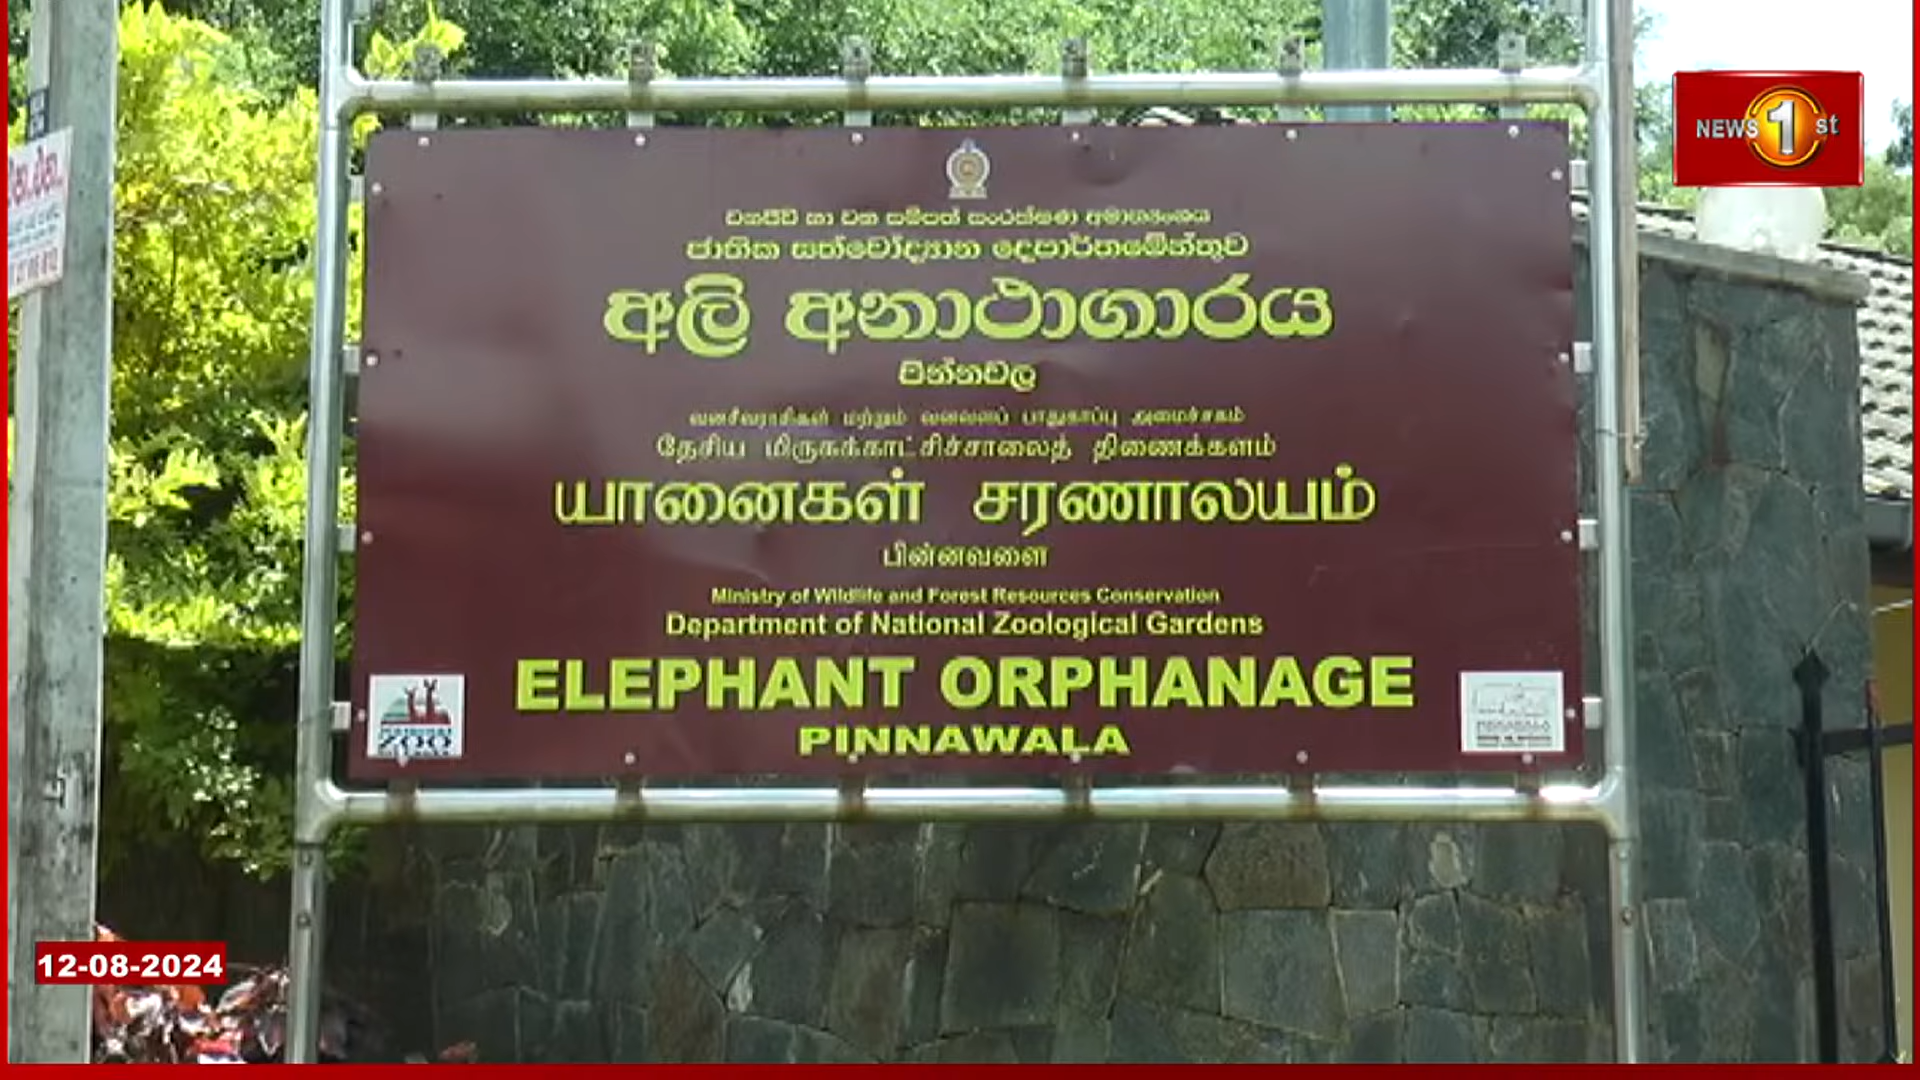 NEWS 1st
වනජීවී හා වන සම්පත් සංරක්ෂණ අමාත්‍යංශය
ජාතික සත්වෝද්‍යාන දෙපාර්තමේන්තුව
අලි අනාථාගාරය
පින්නවල
வனசீவராசிகள் மற்றும் வனவளப் பாதுகாப்பு அமைச்சகம்
தேசிய மிருகக்காட்சிச்சாலைத் திணைக்களம்
யானைகள் சரணாலயம்
பின்னவளை
Ministry of Wildlife and Forest Resources Conservation
Department of National Zoological Gardens
ELEPHANT ORPHANAGE
PINNAWALA
ZOO
PINNAWALA
12-08-2024